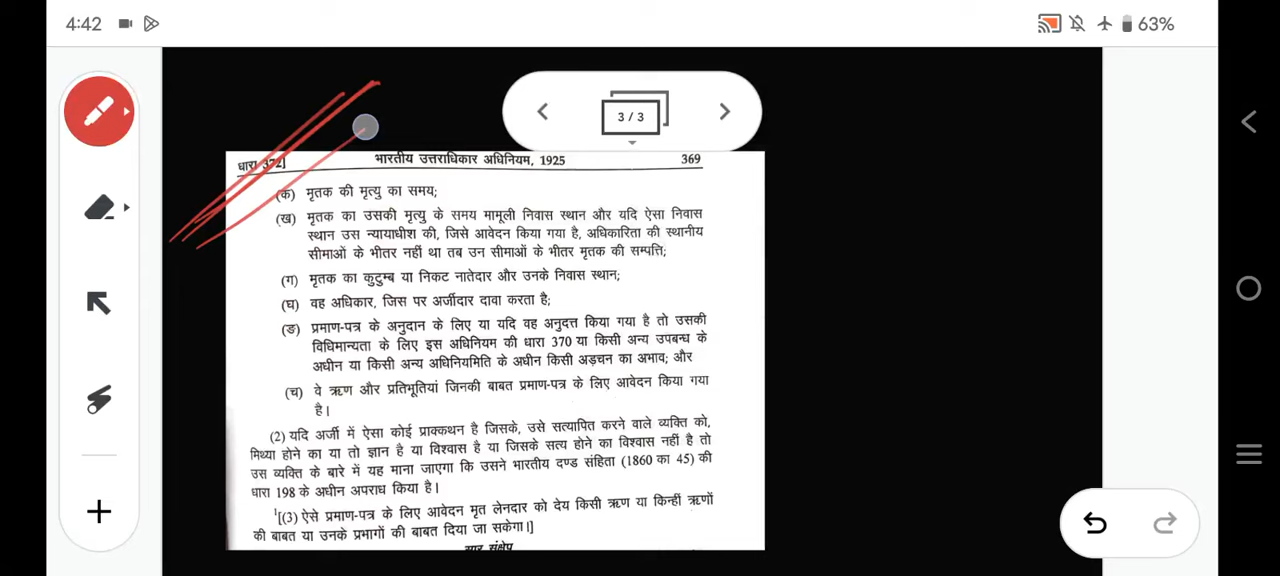 4:42
63%
3 / 3
धारा 372]
भारतीय उत्तराधिकार अधिनियम, 1925
369
(क) मृतक की मृत्यु का समय;
(ख) मृतक का उसकी मृत्यु के समय मामूली निवास स्थान और यदि ऐसा निवास
स्थान उस न्यायाधीश की, जिसे आवेदन किया गया है, अधिकारिता की स्थानीय
सीमाओं के भीतर नहीं था तब उन सीमाओं के भीतर मृतक की सम्पत्ति;
(ग) मृतक का कुटुम्ब या निकट नातेदार और उनके निवास स्थान;
(घ) वह अधिकार, जिस पर अर्जीदार दावा करता है;
(ङ) प्रमाण-पत्र के अनुदान के लिए या यदि वह अनुदत्त किया गया है तो उसकी
विधिमान्यता के लिए इस अधिनियम की धारा 370 या किसी अन्य उपबन्ध के
अधीन या किसी अन्य अधिनियमिति के अधीन किसी अड़चन का अभाव; और
(च) वे ऋण और प्रतिभूतियां जिनकी बाबत प्रमाण-पत्र के लिए आवेदन किया गया
है।
(2) यदि अर्जी में ऐसा कोई प्राक्कथन है जिसके, उसे सत्यापित करने वाले व्यक्ति को,
मिथ्या होने का या तो ज्ञान है या विश्वास है या जिसके सत्य होने का विश्वास नहीं है तो
उस व्यक्ति के बारे में यह माना जाएगा कि उसने भारतीय दण्ड संहिता (1860 का 45) की
धारा 198 के अधीन अपराध किया है।
¹[(3) ऐसे प्रमाण-पत्र के लिए आवेदन मृत लेनदार को देय किसी ऋण या किन्हीं ऋणों
की बाबत या उनके प्रभागों की बाबत दिया जा सकेगा।]
संक्षेप